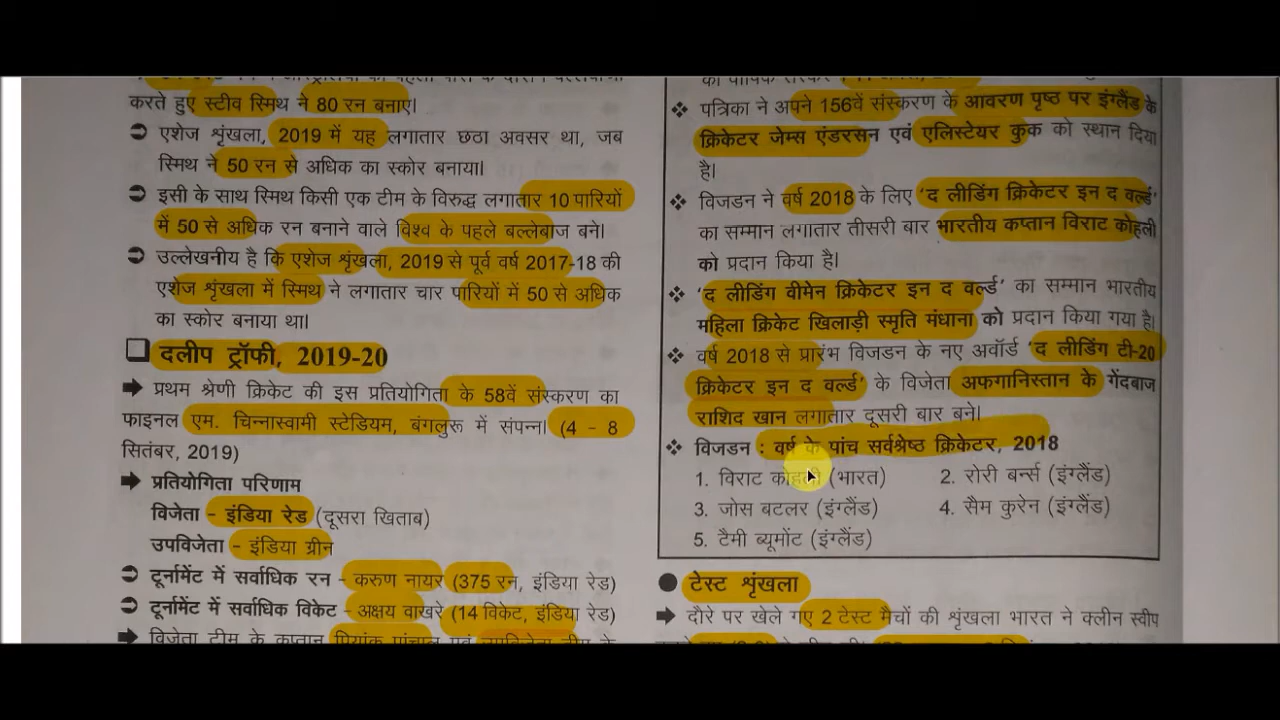 करते हुए स्टीव स्मिथ ने 80 रन बनाए।
➲ एशेज शृंखला, 2019 में यह लगातार छठा अवसर था, जब
स्मिथ ने 50 रन से अधिक का स्कोर बनाया।
➲ इसी के साथ स्मिथ किसी एक टीम के विरुद्ध लगातार 10 पारियों
में 50 से अधिक रन बनाने वाले विश्व के पहले बल्लेबाज बने।
➲ उल्लेखनीय है कि एशेज शृंखला, 2019 से पूर्व वर्ष 2017-18 की
एशेज शृंखला में स्मिथ ने लगातार चार पारियों में 50 से अधिक
का स्कोर बनाया था।
❑ दलीप ट्रॉफी, 2019-20
➡ प्रथम श्रेणी क्रिकेट की इस प्रतियोगिता के 58वें संस्करण का
फाइनल एम. चिन्नास्वामी स्टेडियम, बंगलुरू में संपन्न। (4 - 8
सितंबर, 2019)
➡ प्रतियोगिता परिणाम
विजेता - इंडिया रेड (दूसरा खिताब)
उपविजेता - इंडिया ग्रीन
➲ टूर्नामेंट में सर्वाधिक रन - करुण नायर (375 रन, इंडिया रेड)
➲ टूर्नामेंट में सर्वाधिक विकेट - अक्षय वाखरे (14 विकेट, इंडिया रेड)
➡ विजेता टीम के कप्तान प्रियांक पांचाल एवं उपविजेता टीम के
❖ पत्रिका ने अपने 156वें संस्करण के आवरण पृष्ठ पर इंग्लैंड के
क्रिकेटर जेम्स एंडरसन एवं एलिस्टेयर कुक को स्थान दिया
है।
❖ विजडन ने वर्ष 2018 के लिए 'द लीडिंग क्रिकेटर इन द वर्ल्ड'
का सम्मान लगातार तीसरी बार भारतीय कप्तान विराट कोहली
को प्रदान किया है।
❖ 'द लीडिंग वीमेन क्रिकेटर इन द वर्ल्ड' का सम्मान भारतीय
महिला क्रिकेट खिलाड़ी स्मृति मंधाना को प्रदान किया गया है।
❖ वर्ष 2018 से प्रारंभ विजडन के नए अवॉर्ड 'द लीडिंग टी-20
क्रिकेटर इन द वर्ल्ड' के विजेता अफगानिस्तान के गेंदबाज
राशिद खान लगातार दूसरी बार बने।
❖ विजडन : वर्ष के पांच सर्वश्रेष्ठ क्रिकेटर, 2018
1. विराट कोहली (भारत) 2. रोरी बर्न्स (इंग्लैंड)
3. जोस बटलर (इंग्लैंड) 4. सैम कुरेन (इंग्लैंड)
5. टैमी ब्यूमोंट (इंग्लैंड)
● टेस्ट शृंखला
➡ दौरे पर खेले गए 2 टेस्ट मैचों की शृंखला भारत ने क्लीन स्वीप